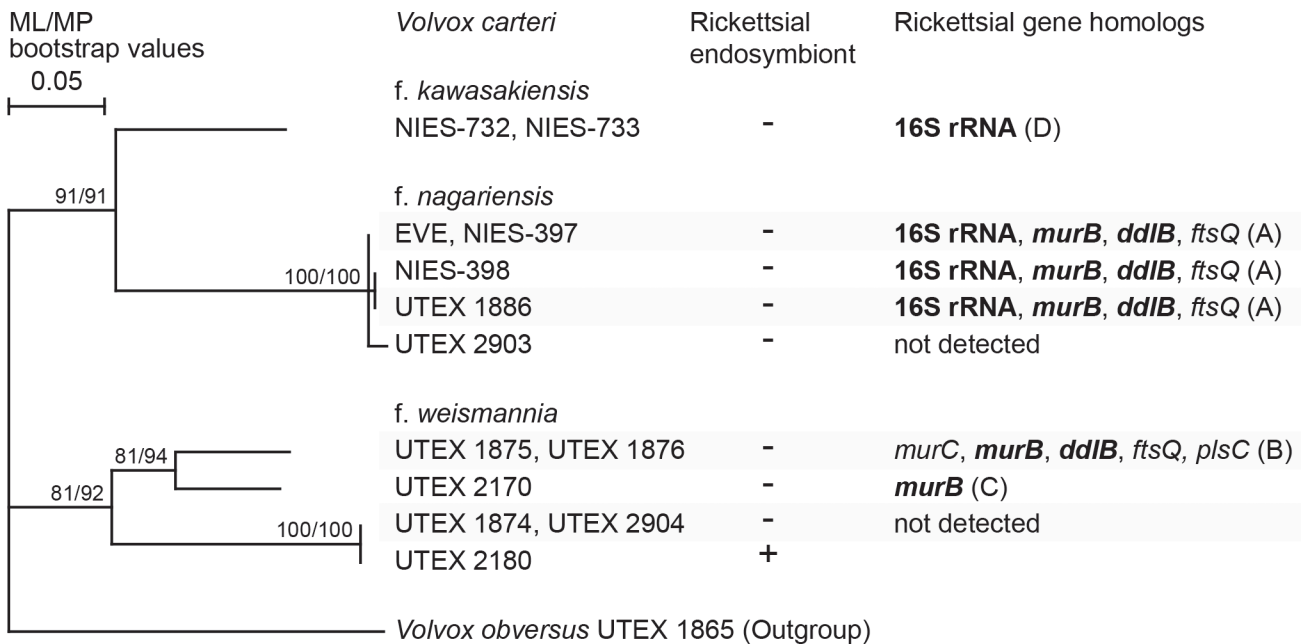 ML/MP Volvox carteri Rickettsial Rickettsial gene homologs
bootstrap values endosymbiont
0.05
f. kawasakiensis
NIES-732, NIES-733 - 16S rRNA (D)
91/91
f. nagariensis
EVE, NIES-397 - 16S rRNA, murB, ddlB, ftsQ (A)
100/100 NIES-398 - 16S rRNA, murB, ddlB, ftsQ (A)
UTEX 1886 - 16S rRNA, murB, ddlB, ftsQ (A)
UTEX 2903 - not detected
f. weismannia
81/94 UTEX 1875, UTEX 1876 - murC, murB, ddlB, ftsQ, plsC (B)
81/92 UTEX 2170 - murB (C)
100/100 UTEX 1874, UTEX 2904 - not detected
UTEX 2180 +
Volvox obversus UTEX 1865 (Outgroup)